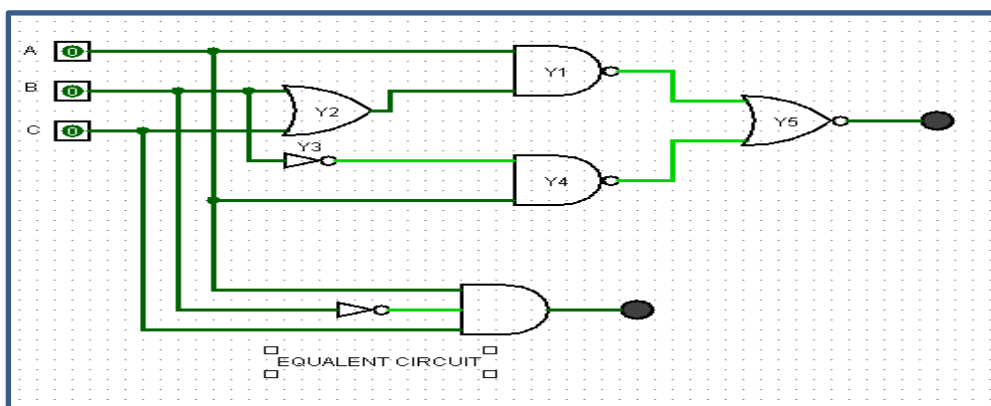 A 0
Y1
B 0
Y2
Y5
C 0
Y3
Y4
EQUALENT CIRCUIT